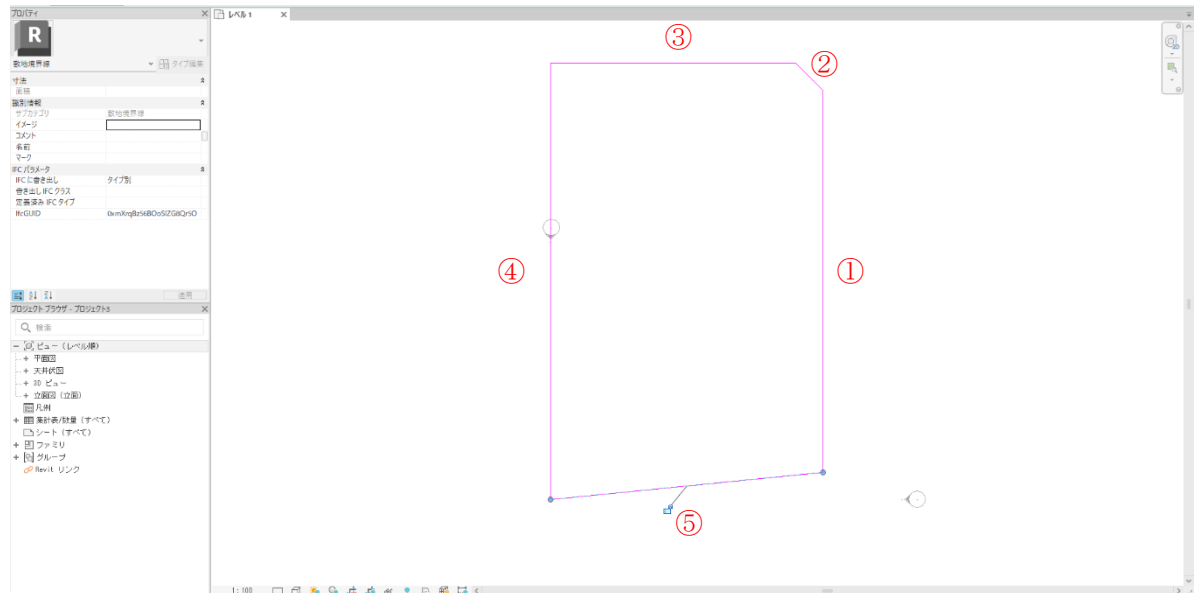 プロパティ
R
敷地境界線
タイプ編集
寸法
面積
識別情報
サブカテゴリ 敷地境界線
イメージ
コメント
名前
マーク
IFC パラメータ
IFC に書き出し タイプ別
書き出し IFC クラス
定義済み IFC タイプ
IfcGUID
適用
プロジェクト ブラウザ - プロジェクト3
検索
ビュー (レベル順)
平面図
天井伏図
3D ビュー
立面図 (立面)
凡例
集計表/数量 (すべて)
シート (すべて)
ファミリ
グループ
Revit リンク
レベル 1
③
②
④
①
⑤
1 : 100